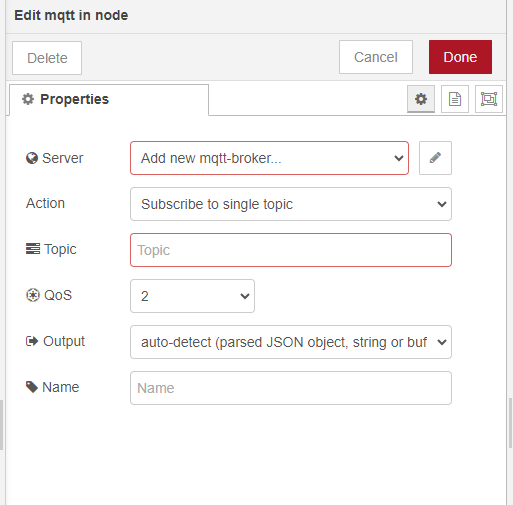 Edit mqtt in node
Delete
Cancel
Done
Properties
Server
Add new mqtt-broker...
Action
Subscribe to single topic
Topic
Topic
QoS
2
Output
auto-detect (parsed JSON object, string or buf
Name
Name